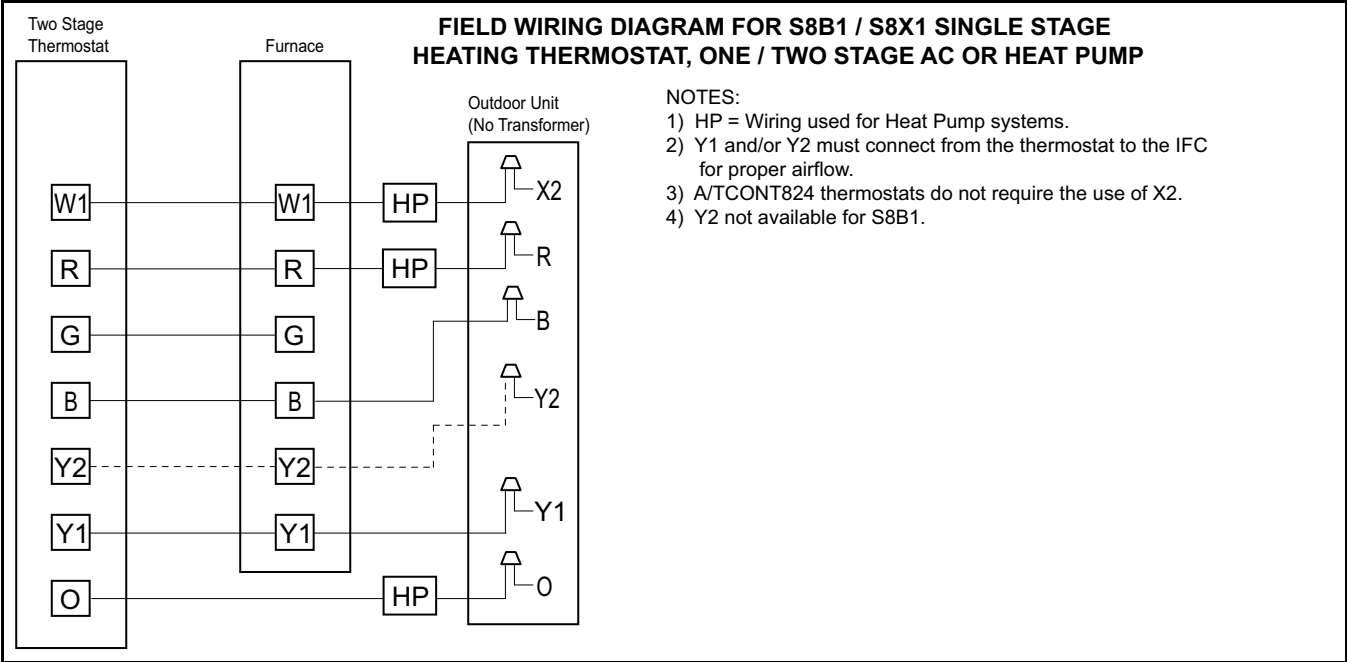 Two Stage
Thermostat
Furnace
FIELD WIRING DIAGRAM FOR S8B1 / S8X1 SINGLE STAGE
HEATING THERMOSTAT, ONE / TWO STAGE AC OR HEAT PUMP
Outdoor Unit
(No Transformer)
NOTES:
1) HP = Wiring used for Heat Pump systems.
2) Y1 and/or Y2 must connect from the thermostat to the IFC
for proper airflow.
3) A/TCONT824 thermostats do not require the use of X2.
4) Y2 not available for S8B1.
W1 W1 HP X2
R R HP R
G G
B B B
Y2 Y2 Y2
Y1 Y1 Y1
O HP O